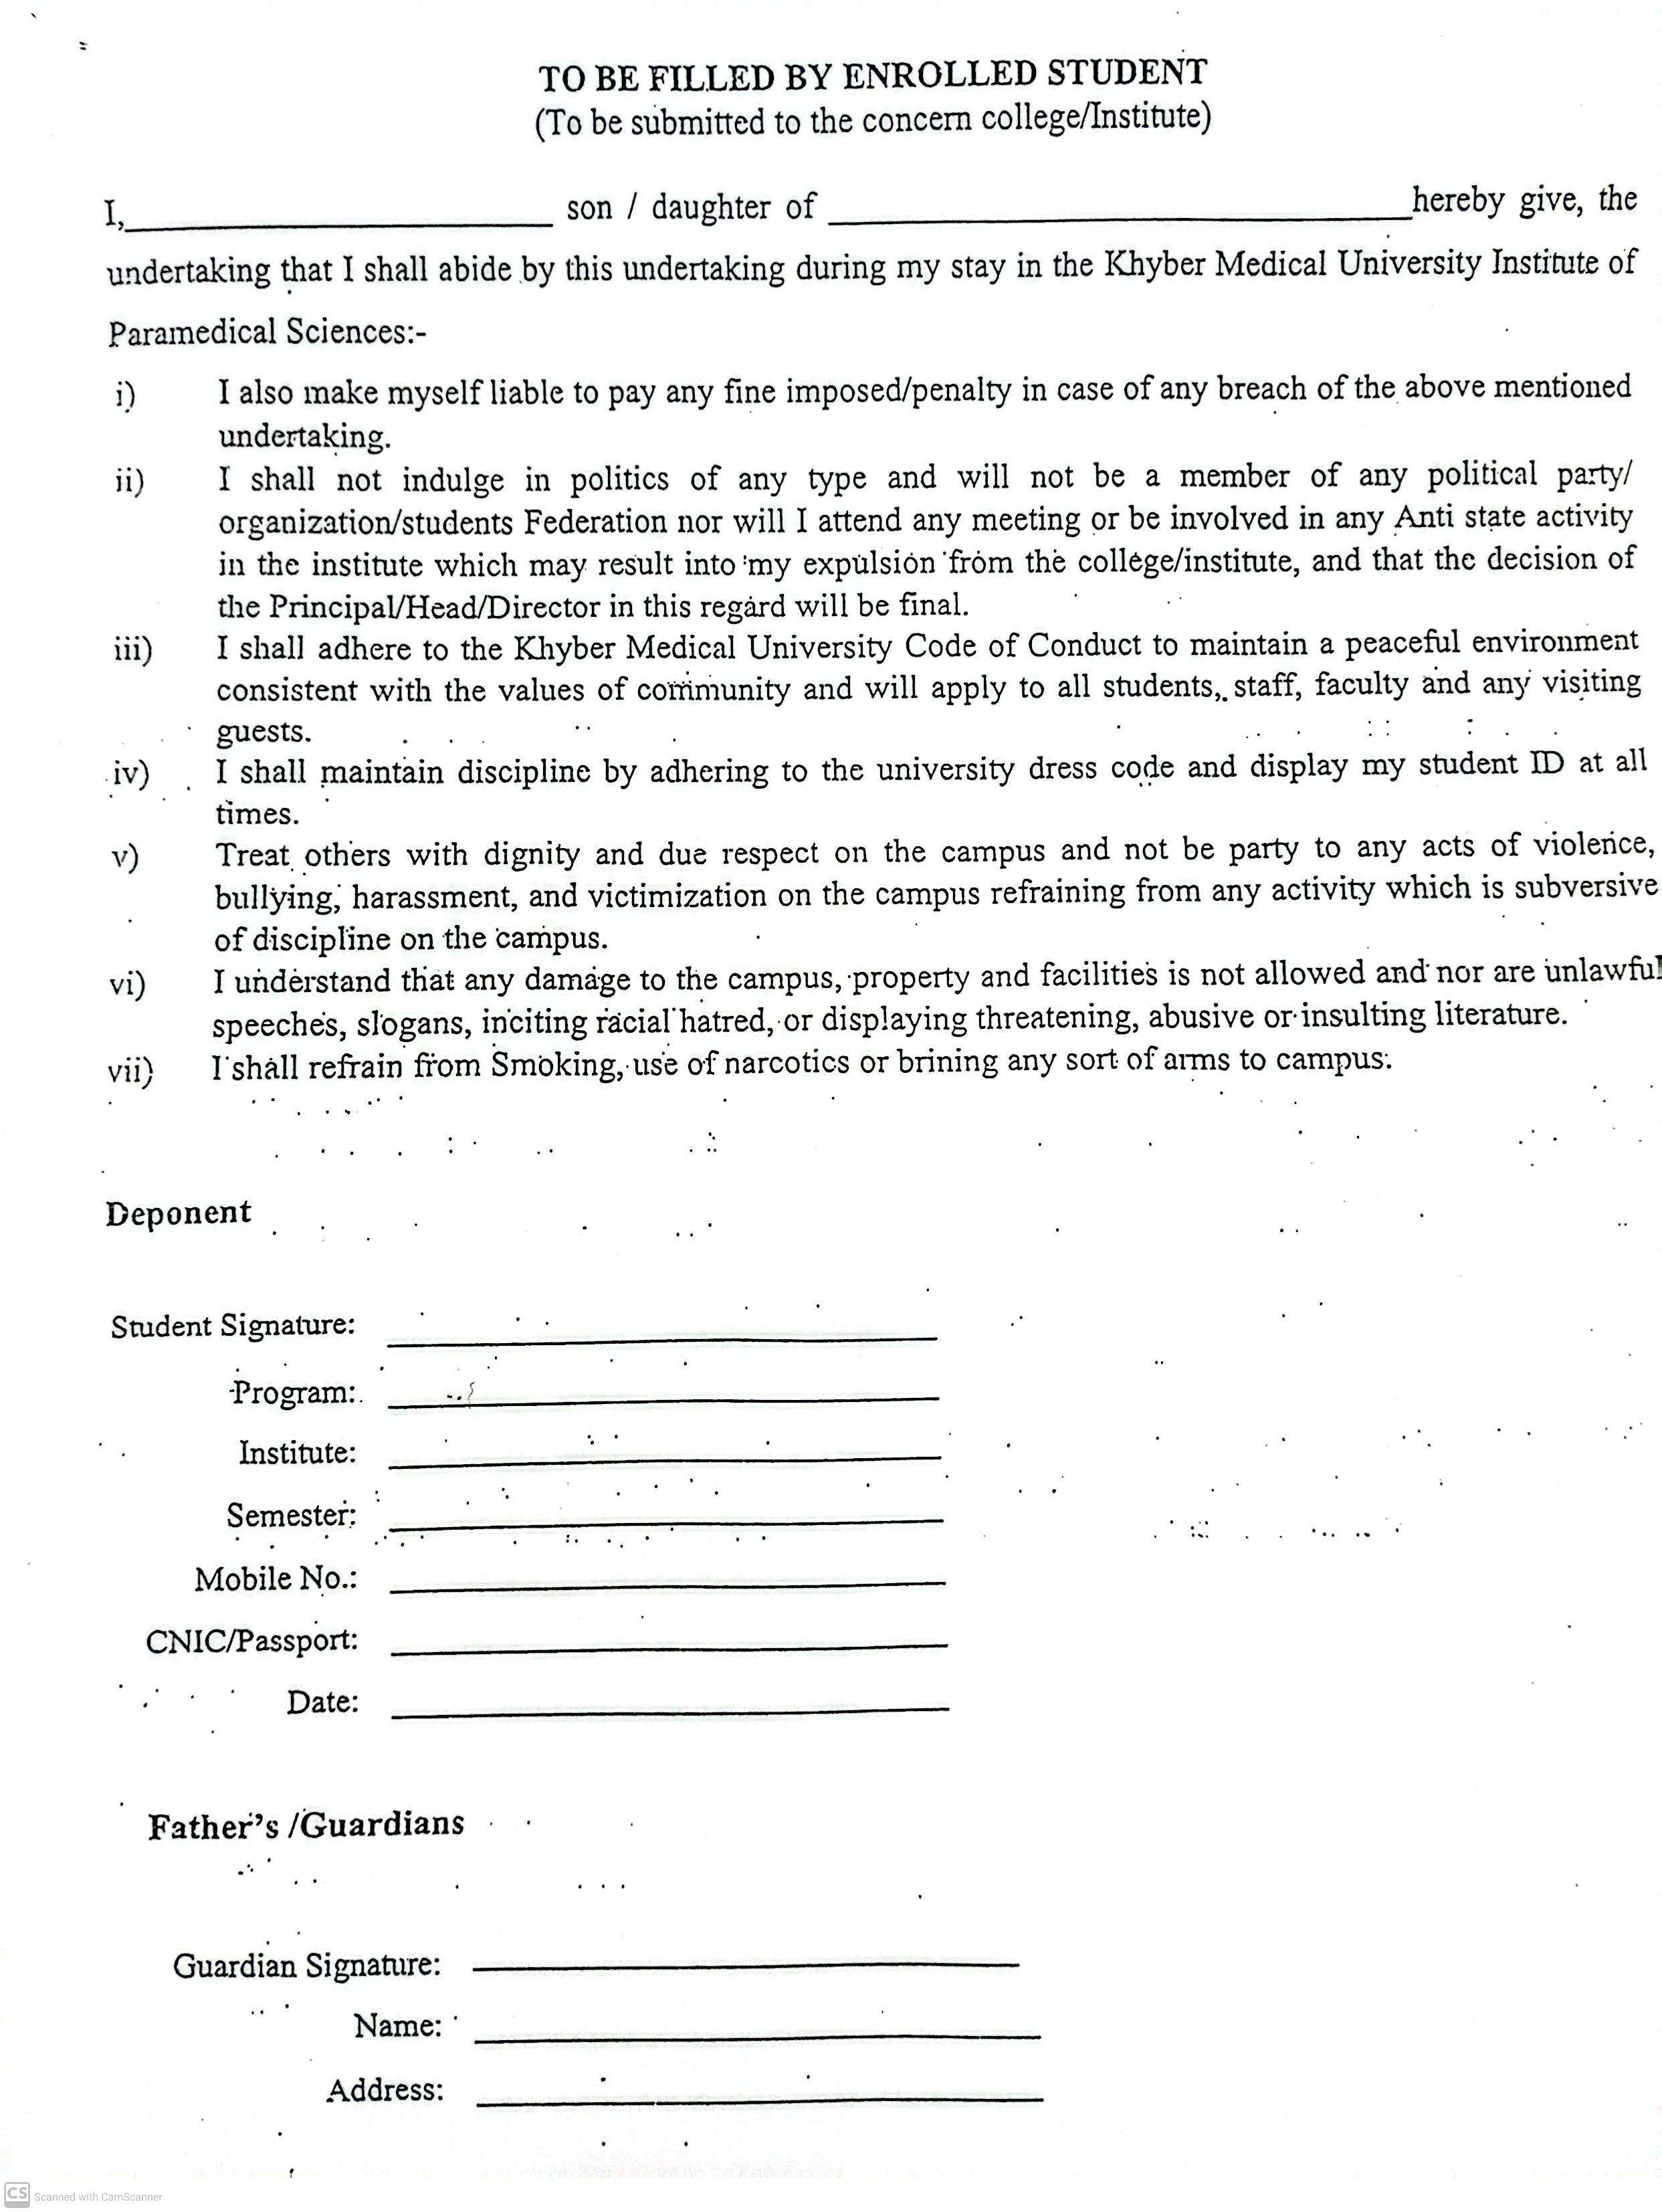 TO BE FILLED BY ENROLLED STUDENT
(To be submitted to the concern college/Institute)
I,____________ son / daughter of ____________hereby give, the
undertaking that I shall abide by this undertaking during my stay in the Khyber Medical University Institute of
Paramedical Sciences:-
i) I also make myself liable to pay any fine imposed/penalty in case of any breach of the above mentioned
undertaking.
ii) I shall not indulge in politics of any type and will not be a member of any political party/
organization/students Federation nor will I attend any meeting or be involved in any Anti state activity
in the institute which may result into my expulsion from the college/institute, and that the decision of
the Principal/Head/Director in this regard will be final.
iii) I shall adhere to the Khyber Medical University Code of Conduct to maintain a peaceful environment
consistent with the values of community and will apply to all students, staff, faculty and any visiting
guests.
iv) I shall maintain discipline by adhering to the university dress code and display my student ID at all
times.
v) Treat others with dignity and due respect on the campus and not be party to any acts of violence,
bullying, harassment, and victimization on the campus refraining from any activity which is subversive
of discipline on the campus.
vi) I understand that any damage to the campus, property and facilities is not allowed and nor are unlawful
speeches, slogans, inciting racial hatred, or displaying threatening, abusive or insulting literature.
vii) I shall refrain from Smoking, use of narcotics or brining any sort of arms to campus.
Deponent
Student Signature: ____________
Program: ____________
Institute: ____________
Semester: ____________
Mobile No.: ____________
CNIC/Passport: ____________
Date: ____________
Father's /Guardians
Guardian Signature: ____________
Name: ____________
Address: ____________
CS Scanned with CamScanner